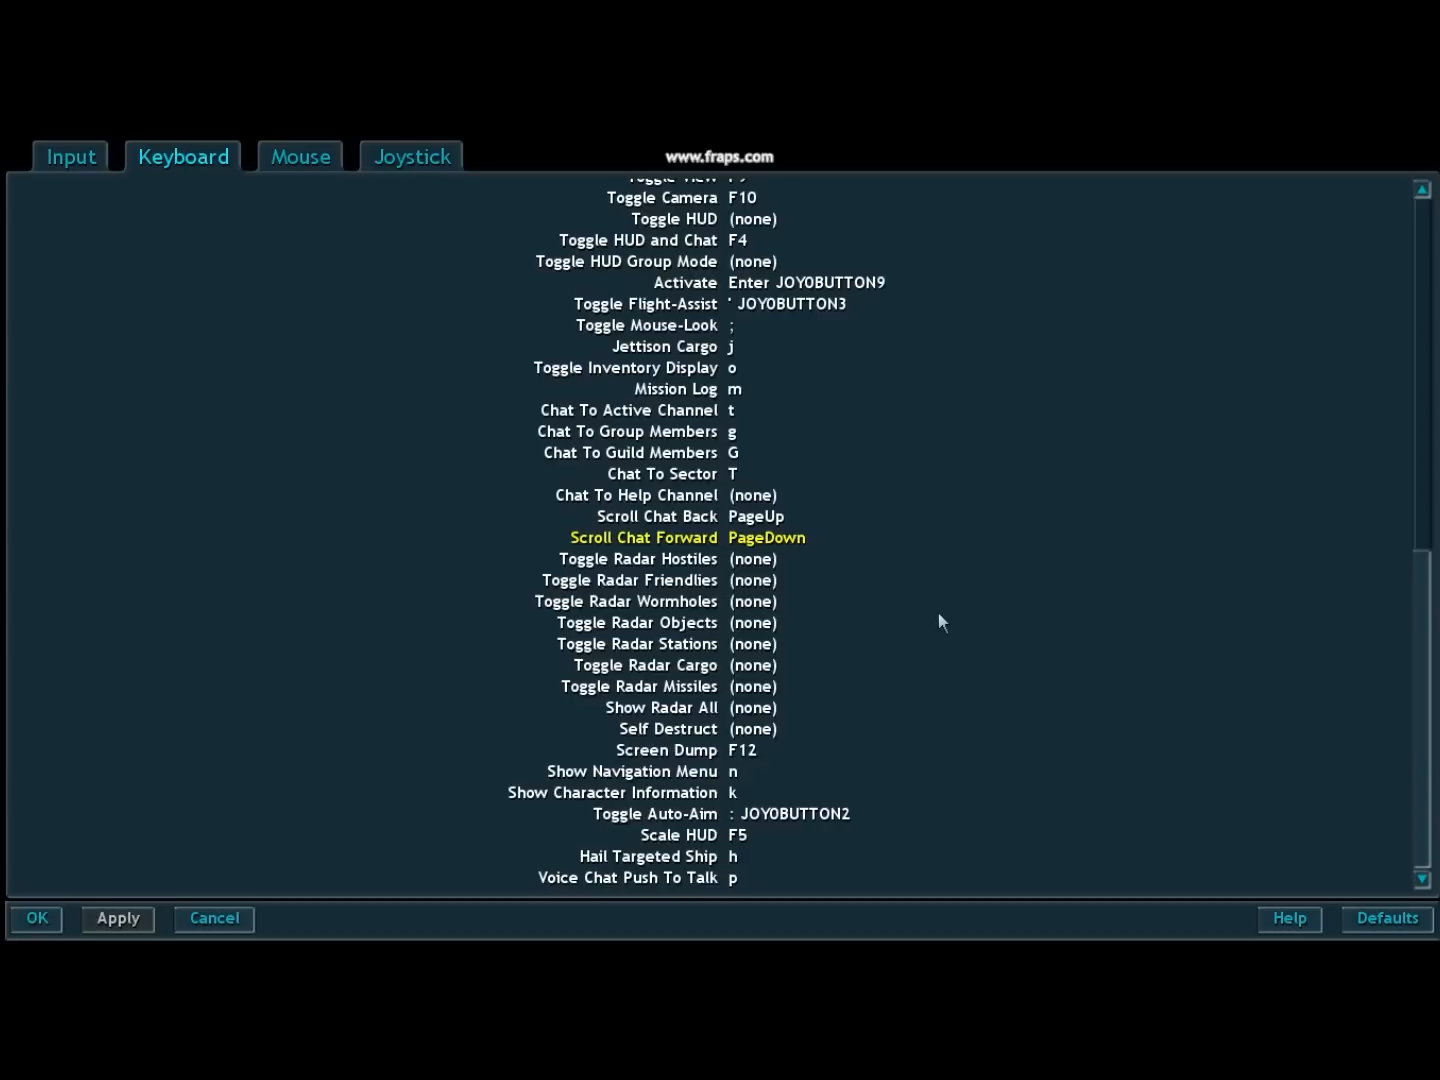 Input Keyboard Mouse Joystick
www.fraps.com
Toggle View F9
Toggle Camera F10
Toggle HUD (none)
Toggle HUD and Chat F4
Toggle HUD Group Mode (none)
Activate Enter JOY0BUTTON9
Toggle Flight-Assist ' JOY0BUTTON3
Toggle Mouse-Look ;
Jettison Cargo j
Toggle Inventory Display o
Mission Log m
Chat To Active Channel t
Chat To Group Members g
Chat To Guild Members G
Chat To Sector T
Chat To Help Channel (none)
Scroll Chat Back PageUp
Scroll Chat Forward PageDown
Toggle Radar Hostiles (none)
Toggle Radar Friendlies (none)
Toggle Radar Wormholes (none)
Toggle Radar Objects (none)
Toggle Radar Stations (none)
Toggle Radar Cargo (none)
Toggle Radar Missiles (none)
Show Radar All (none)
Self Destruct (none)
Screen Dump F12
Show Navigation Menu n
Show Character Information k
Toggle Auto-Aim : JOY0BUTTON2
Scale HUD F5
Hail Targeted Ship h
Voice Chat Push To Talk p
OK Apply Cancel Help Defaults